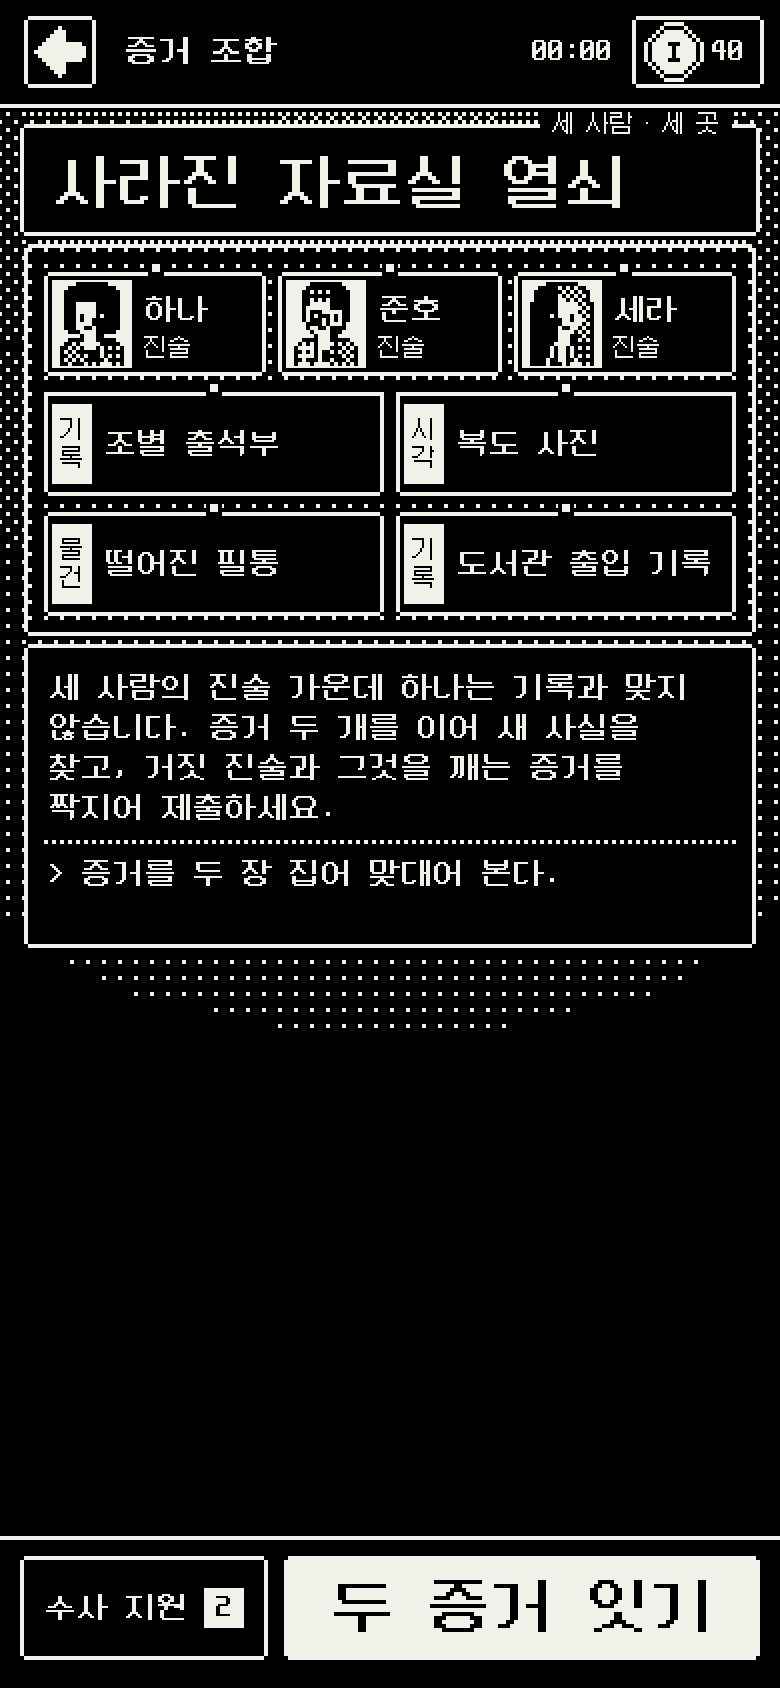 증거 조합
00:00
I 40
세 사람 · 세 곳
사라진 자료실 열쇠
하나
진술
준호
진술
세라
진술
기록
조별 출석부
시각
복도 사진
물건
떨어진 필통
기록
도서관 출입 기록
세 사람의 진술 가운데 하나는 기록과 맞지
않습니다. 증거 두 개를 이어 새 사실을
찾고, 거짓 진술과 그것을 깨는 증거를
짝지어 제출하세요.
> 증거를 두 장 집어 맞대어 본다.
수사 지원 2
두 증거 잇기